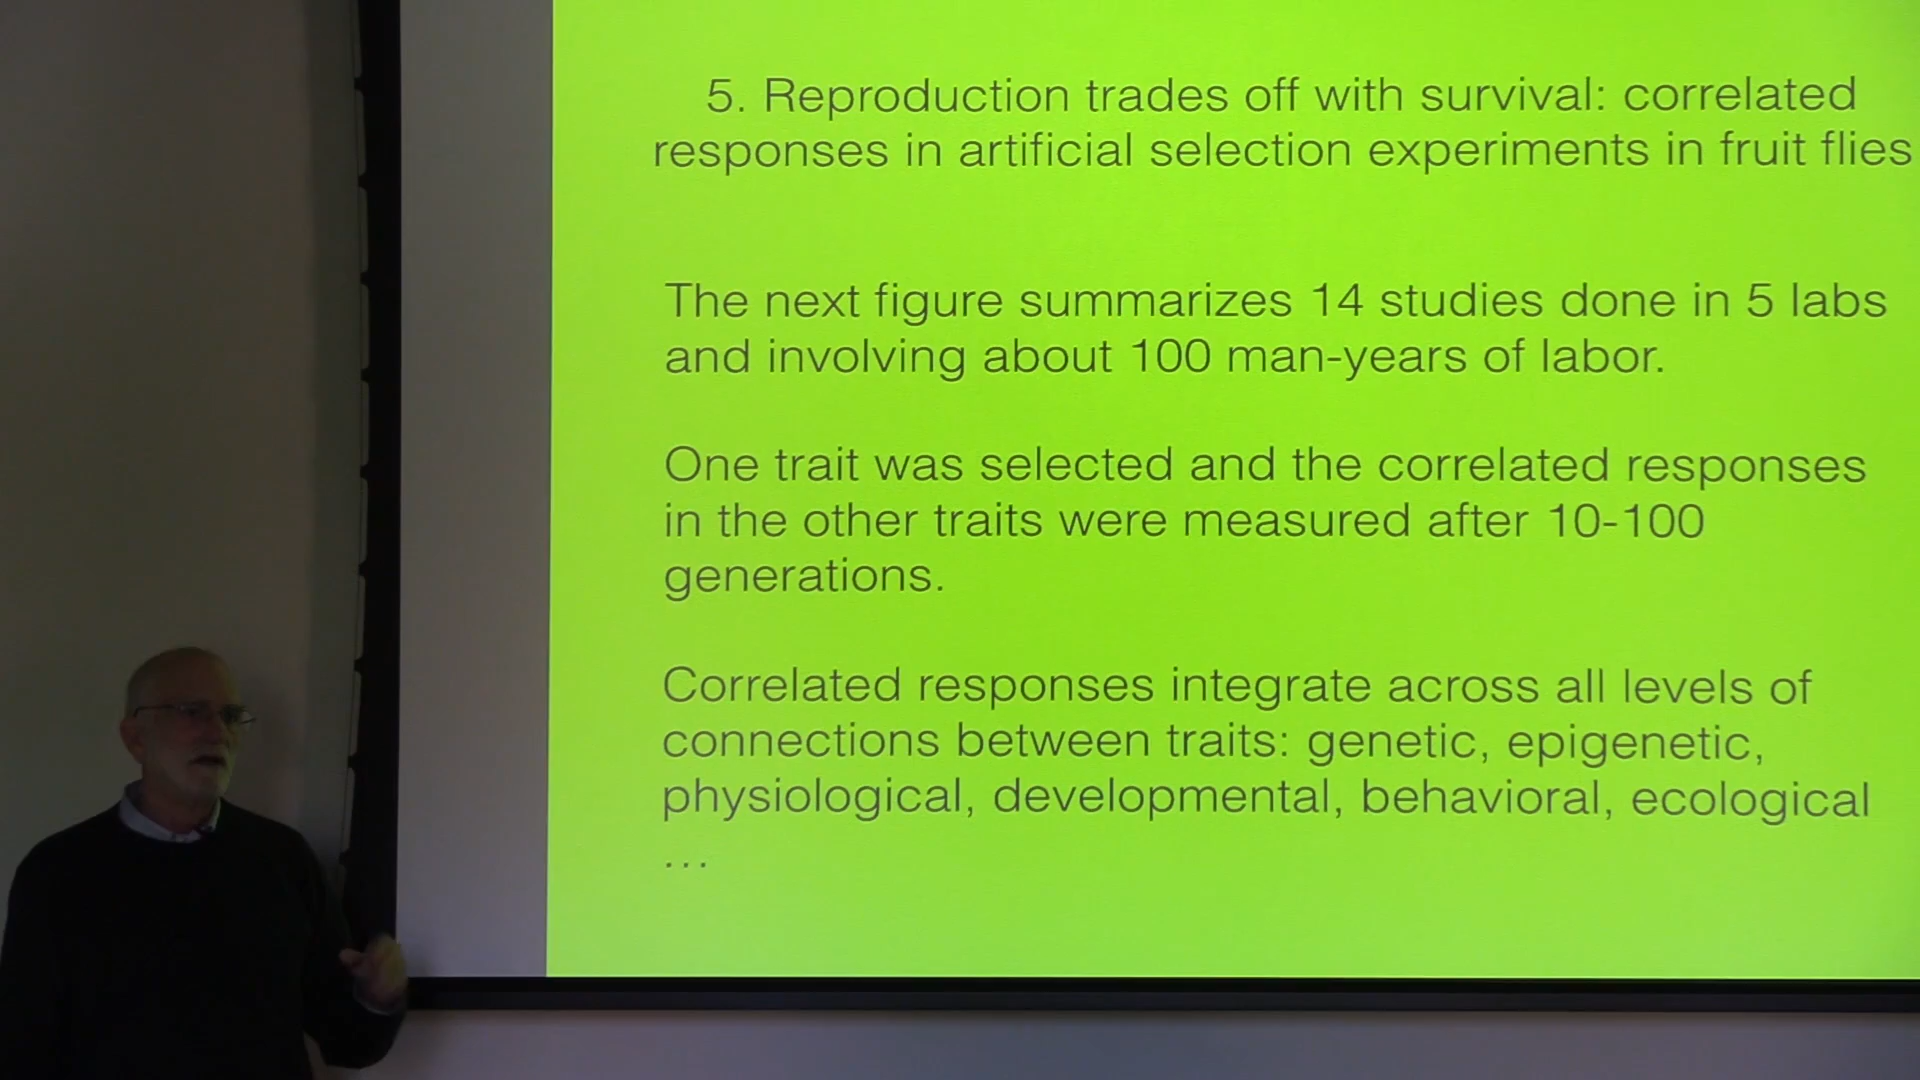 5. Reproduction trades off with survival: correlated
responses in artificial selection experiments in fruit flies
The next figure summarizes 14 studies done in 5 labs
and involving about 100 man-years of labor.
One trait was selected and the correlated responses
in the other traits were measured after 10-100
generations.
Correlated responses integrate across all levels of
connections between traits: genetic, epigenetic,
physiological, developmental, behavioral, ecological
…